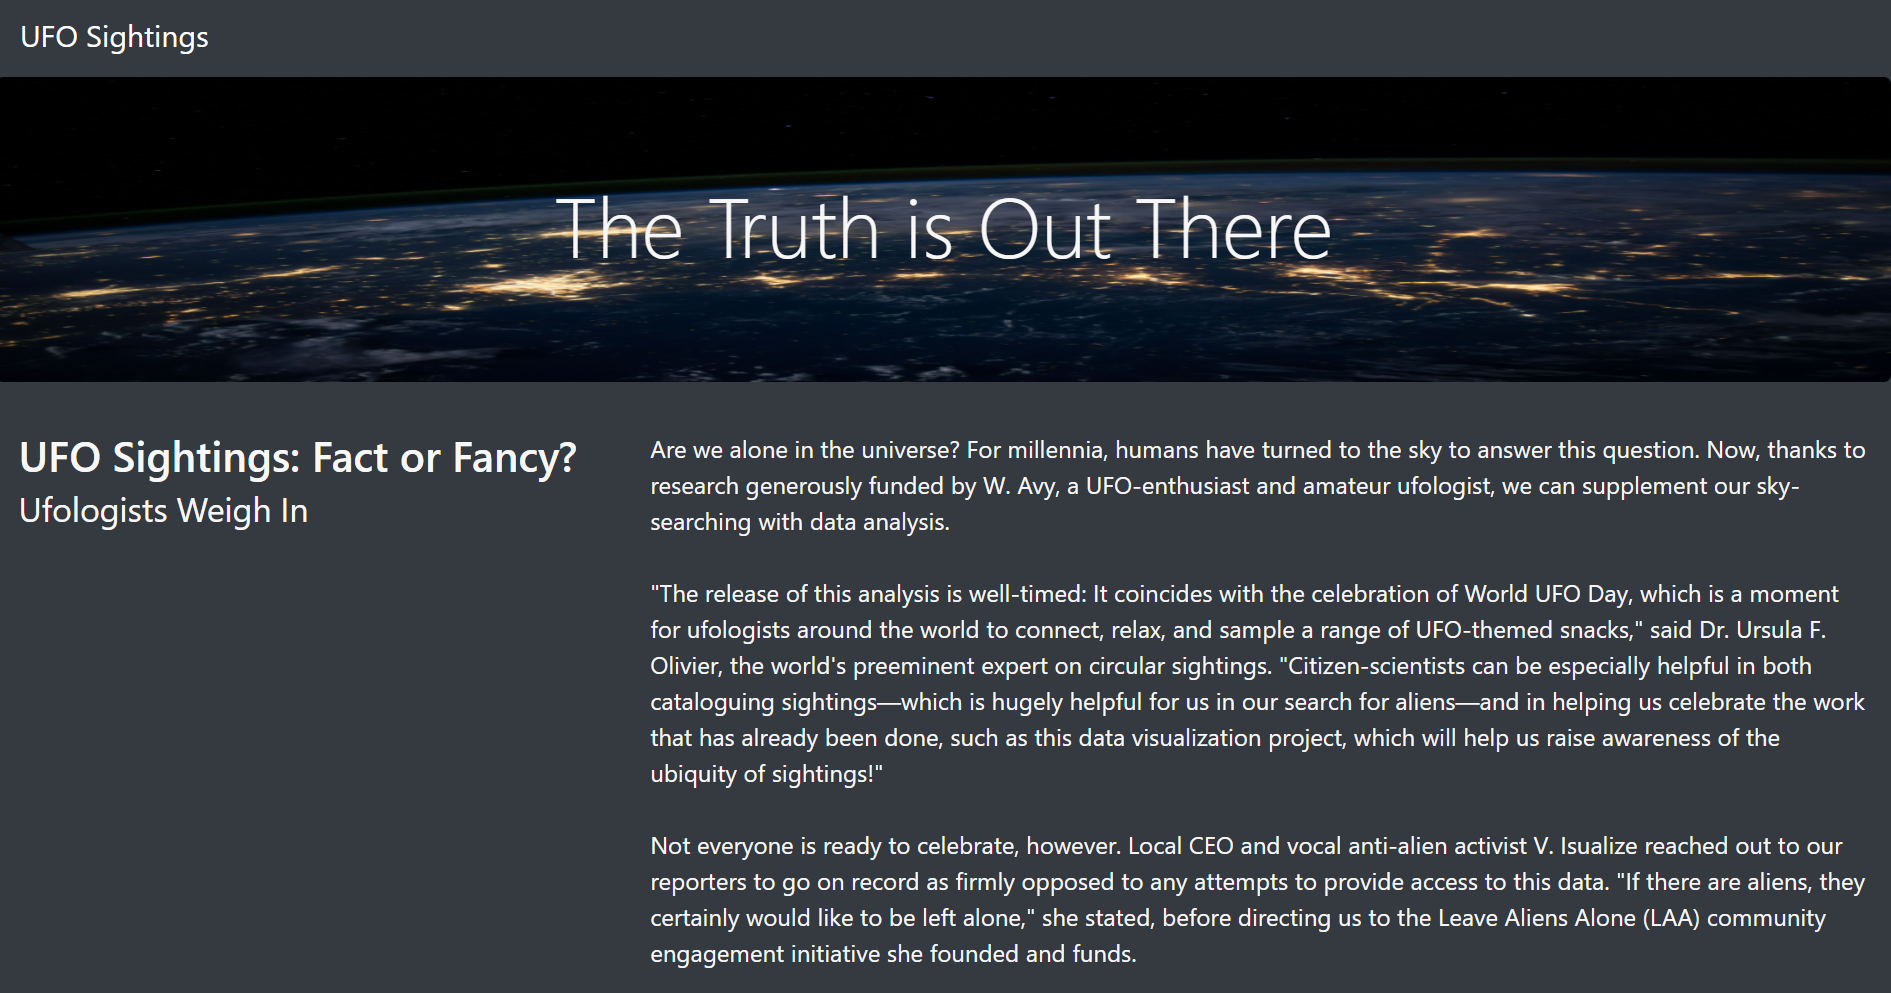 UFO Sightings
The Truth is Out There
UFO Sightings: Fact or Fancy?
Ufologists Weigh In
Are we alone in the universe? For millennia, humans have turned to the sky to answer this question. Now, thanks to
research generously funded by W. Avy, a UFO-enthusiast and amateur ufologist, we can supplement our sky-
searching with data analysis.
"The release of this analysis is well-timed: It coincides with the celebration of World UFO Day, which is a moment
for ufologists around the world to connect, relax, and sample a range of UFO-themed snacks," said Dr. Ursula F.
Olivier, the world's preeminent expert on circular sightings. "Citizen-scientists can be especially helpful in both
cataloguing sightings—which is hugely helpful for us in our search for aliens—and in helping us celebrate the work
that has already been done, such as this data visualization project, which will help us raise awareness of the
ubiquity of sightings!"
Not everyone is ready to celebrate, however. Local CEO and vocal anti-alien activist V. Isualize reached out to our
reporters to go on record as firmly opposed to any attempts to provide access to this data. "If there are aliens, they
certainly would like to be left alone," she stated, before directing us to the Leave Aliens Alone (LAA) community
engagement initiative she founded and funds.